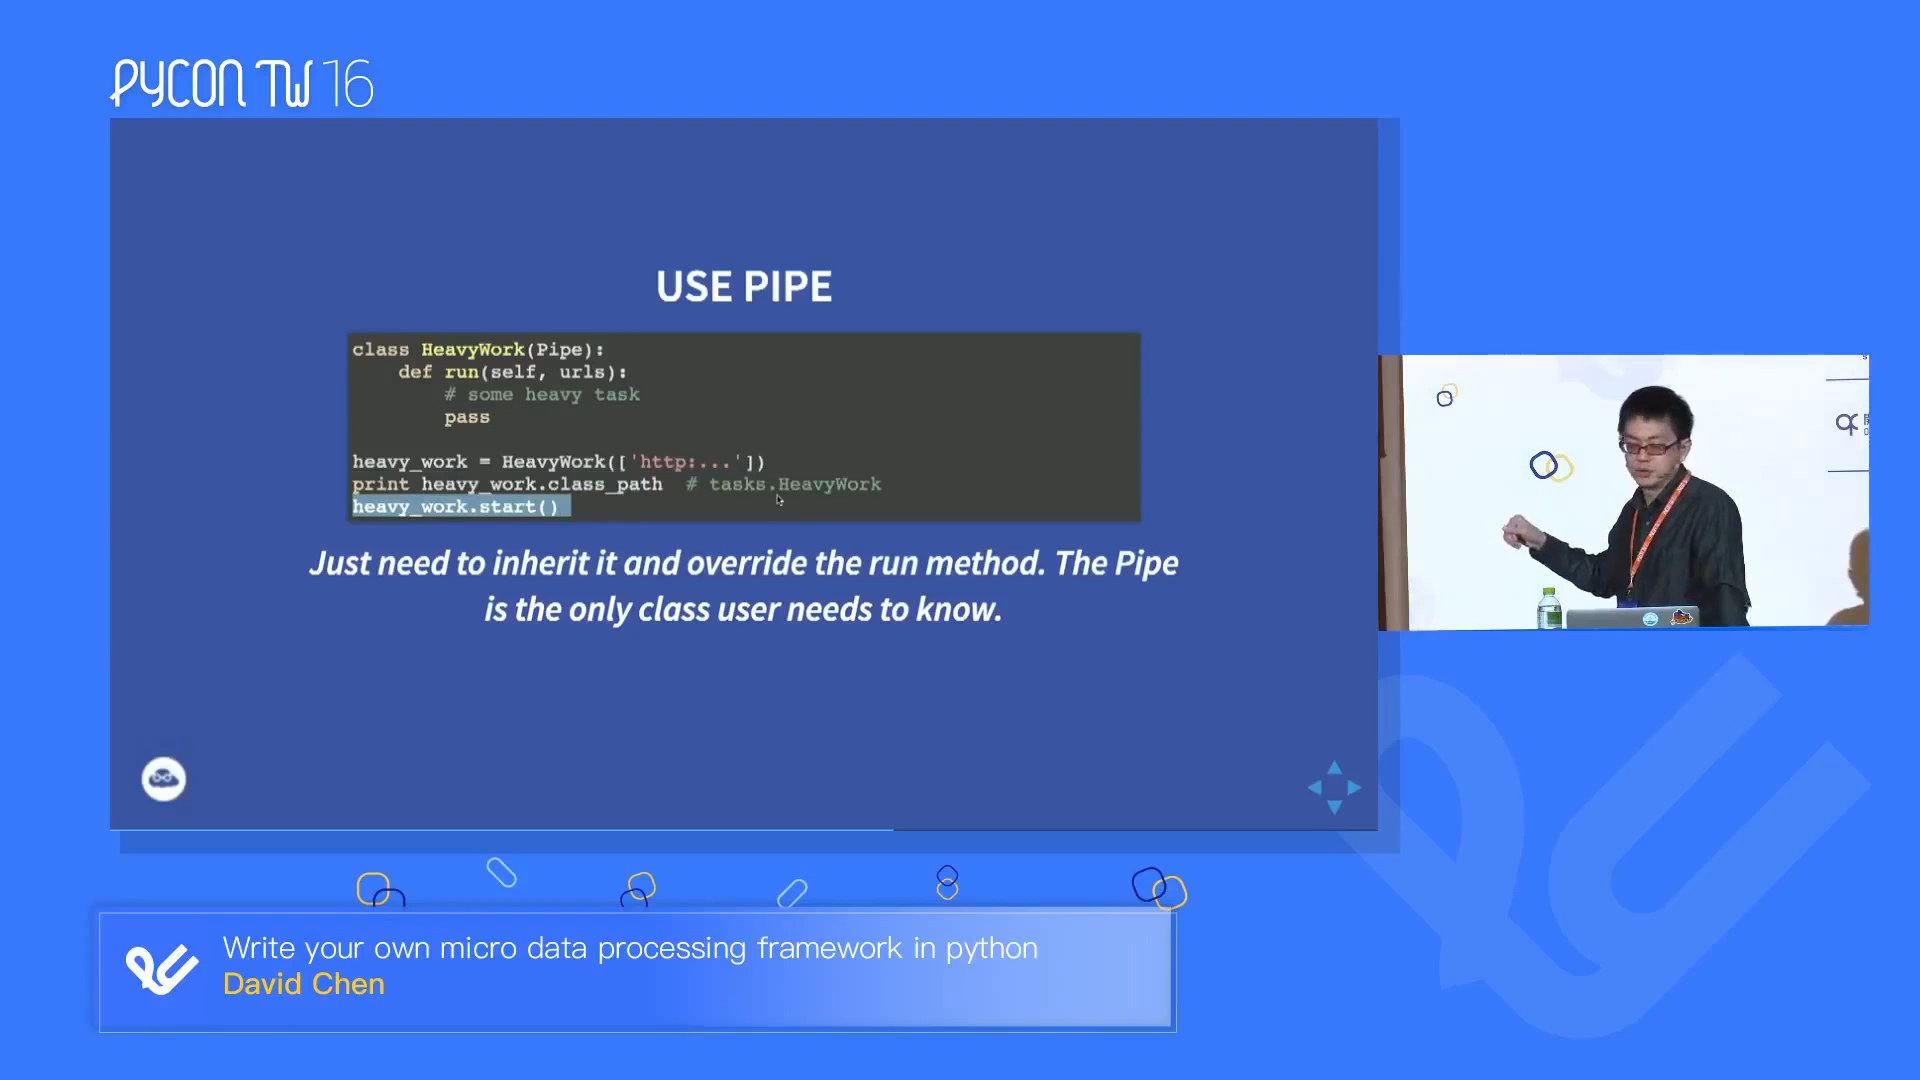 PYCON TW 16
USE PIPE
class HeavyWork(Pipe):
def run(self, urls):
# some heavy task
pass
heavy_work = HeavyWork(['http:...'])
print heavy_work.class_path # tasks.HeavyWork
heavy_work.start()
Just need to inherit it and override the run method. The Pipe
is the only class user needs to know.
Write your own micro data processing framework in python
David Chen